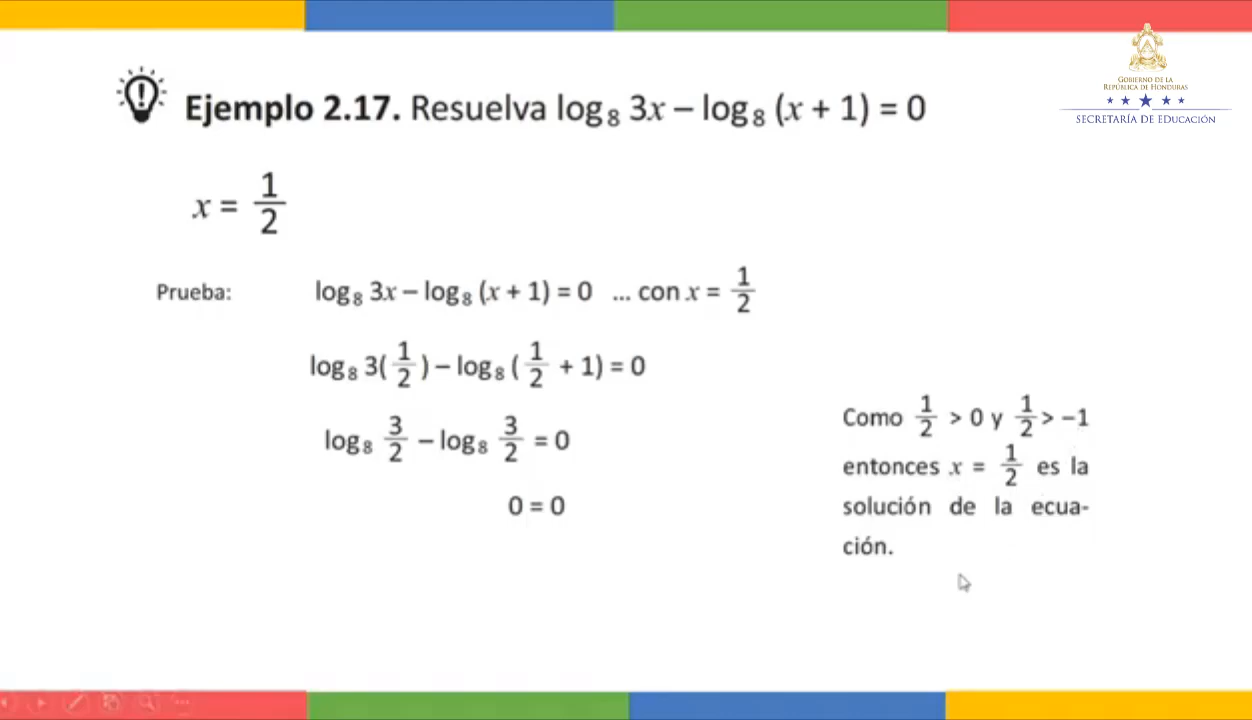 Ejemplo 2.17. Resuelva log₈ 3x – log₈ (x + 1) = 0
GOBIERNO DE LA
REPÚBLICA DE HONDURAS
SECRETARÍA DE EDUCACIÓN
x = 1/2
Prueba: log₈ 3x – log₈ (x + 1) = 0 ... con x = 1/2
log₈ 3(1/2) – log₈ (1/2 + 1) = 0
log₈ 3/2 – log₈ 3/2 = 0
0 = 0
Como 1/2 > 0 y 1/2 > –1
entonces x = 1/2 es la
solución de la ecua-
ción.